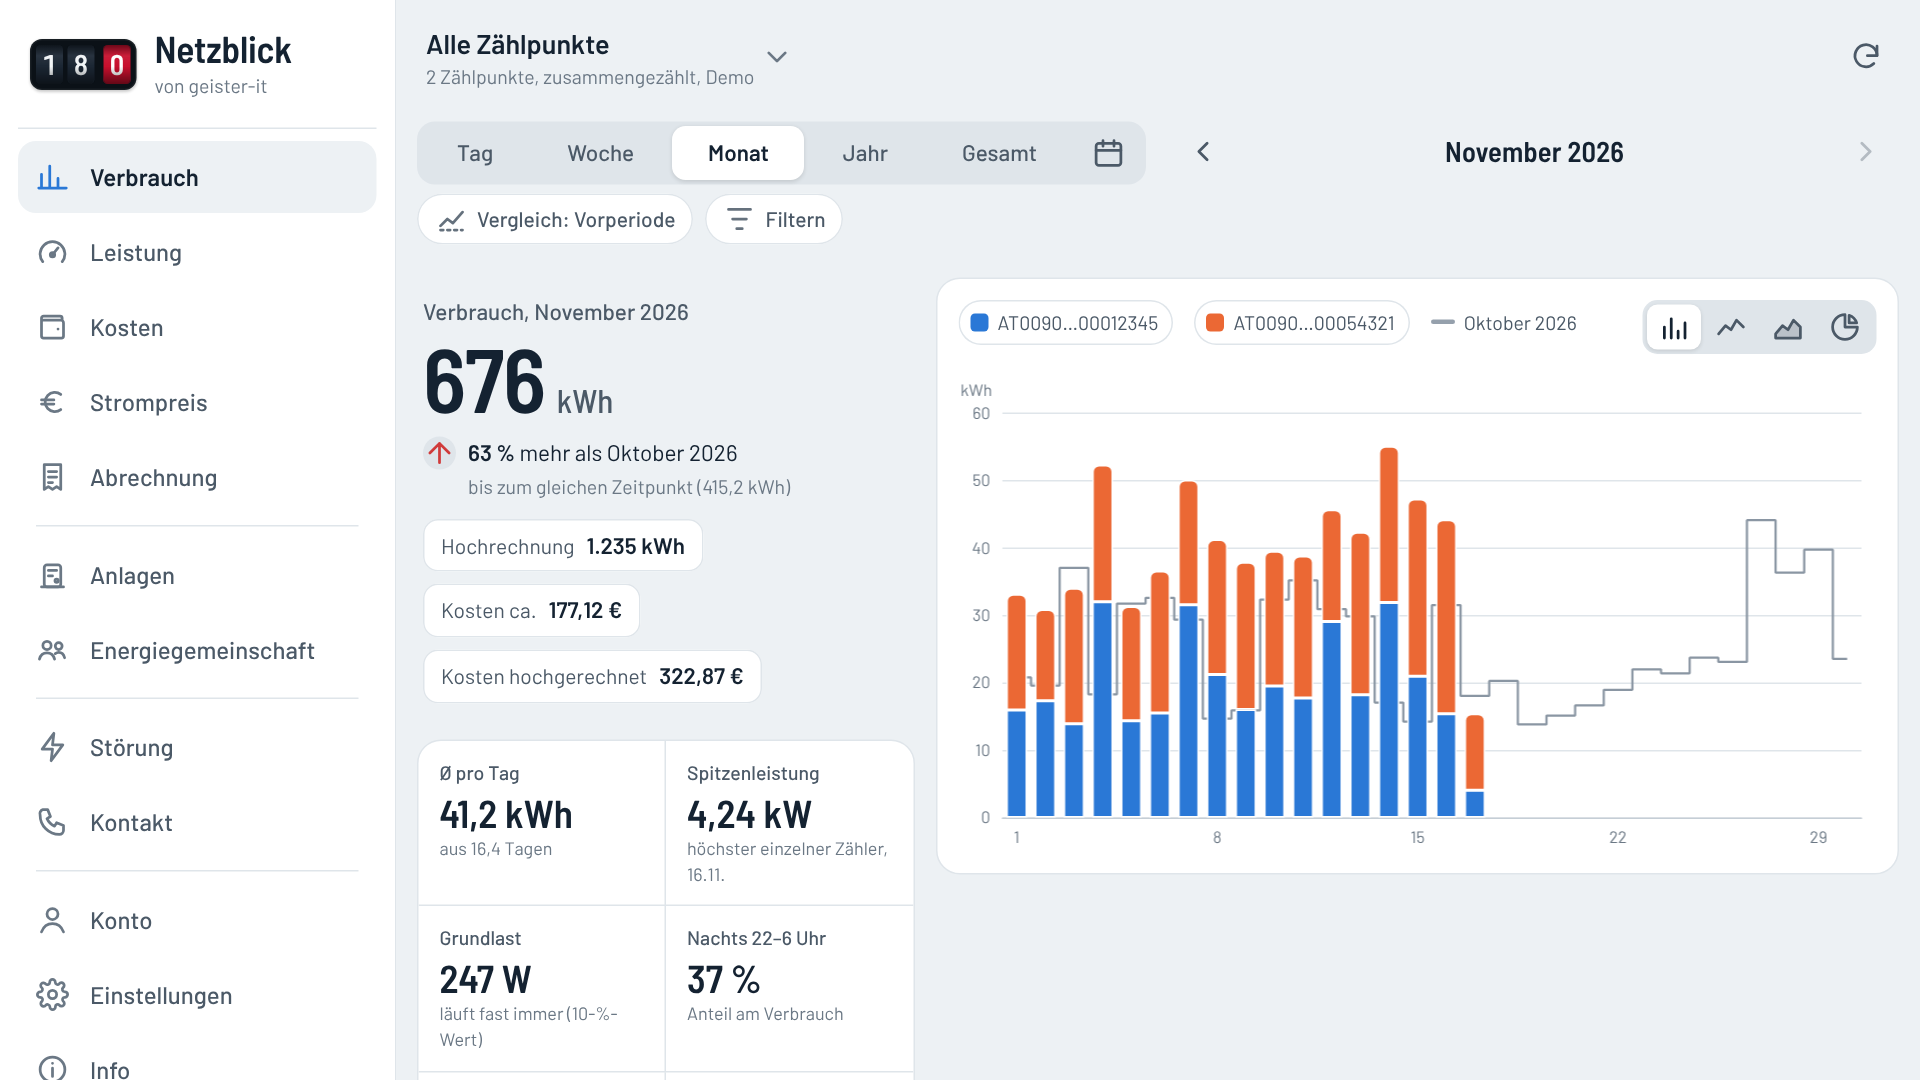 180
Netzblick
von geister-it
Verbrauch
Leistung
Kosten
Strompreis
Abrechnung
Anlagen
Energiegemeinschaft
Störung
Kontakt
Konto
Einstellungen
Info
Alle Zählpunkte
2 Zählpunkte, zusammengezählt, Demo
Tag Woche Monat Jahr Gesamt
November 2026
Vergleich: Vorperiode Filtern
Verbrauch, November 2026
676 kWh
63 % mehr als Oktober 2026
bis zum gleichen Zeitpunkt (415,2 kWh)
Hochrechnung 1.235 kWh
Kosten ca. 177,12 €
Kosten hochgerechnet 322,87 €
Ø pro Tag
41,2 kWh
aus 16,4 Tagen
Spitzenleistung
4,24 kW
höchster einzelner Zähler,
16.11.
Grundlast
247 W
läuft fast immer (10-%-
Wert)
Nachts 22–6 Uhr
37 %
Anteil am Verbrauch
AT0090...00012345 AT0090...00054321 Oktober 2026
kWh
60
50
40
30
20
10
0
1 8 15 22 29